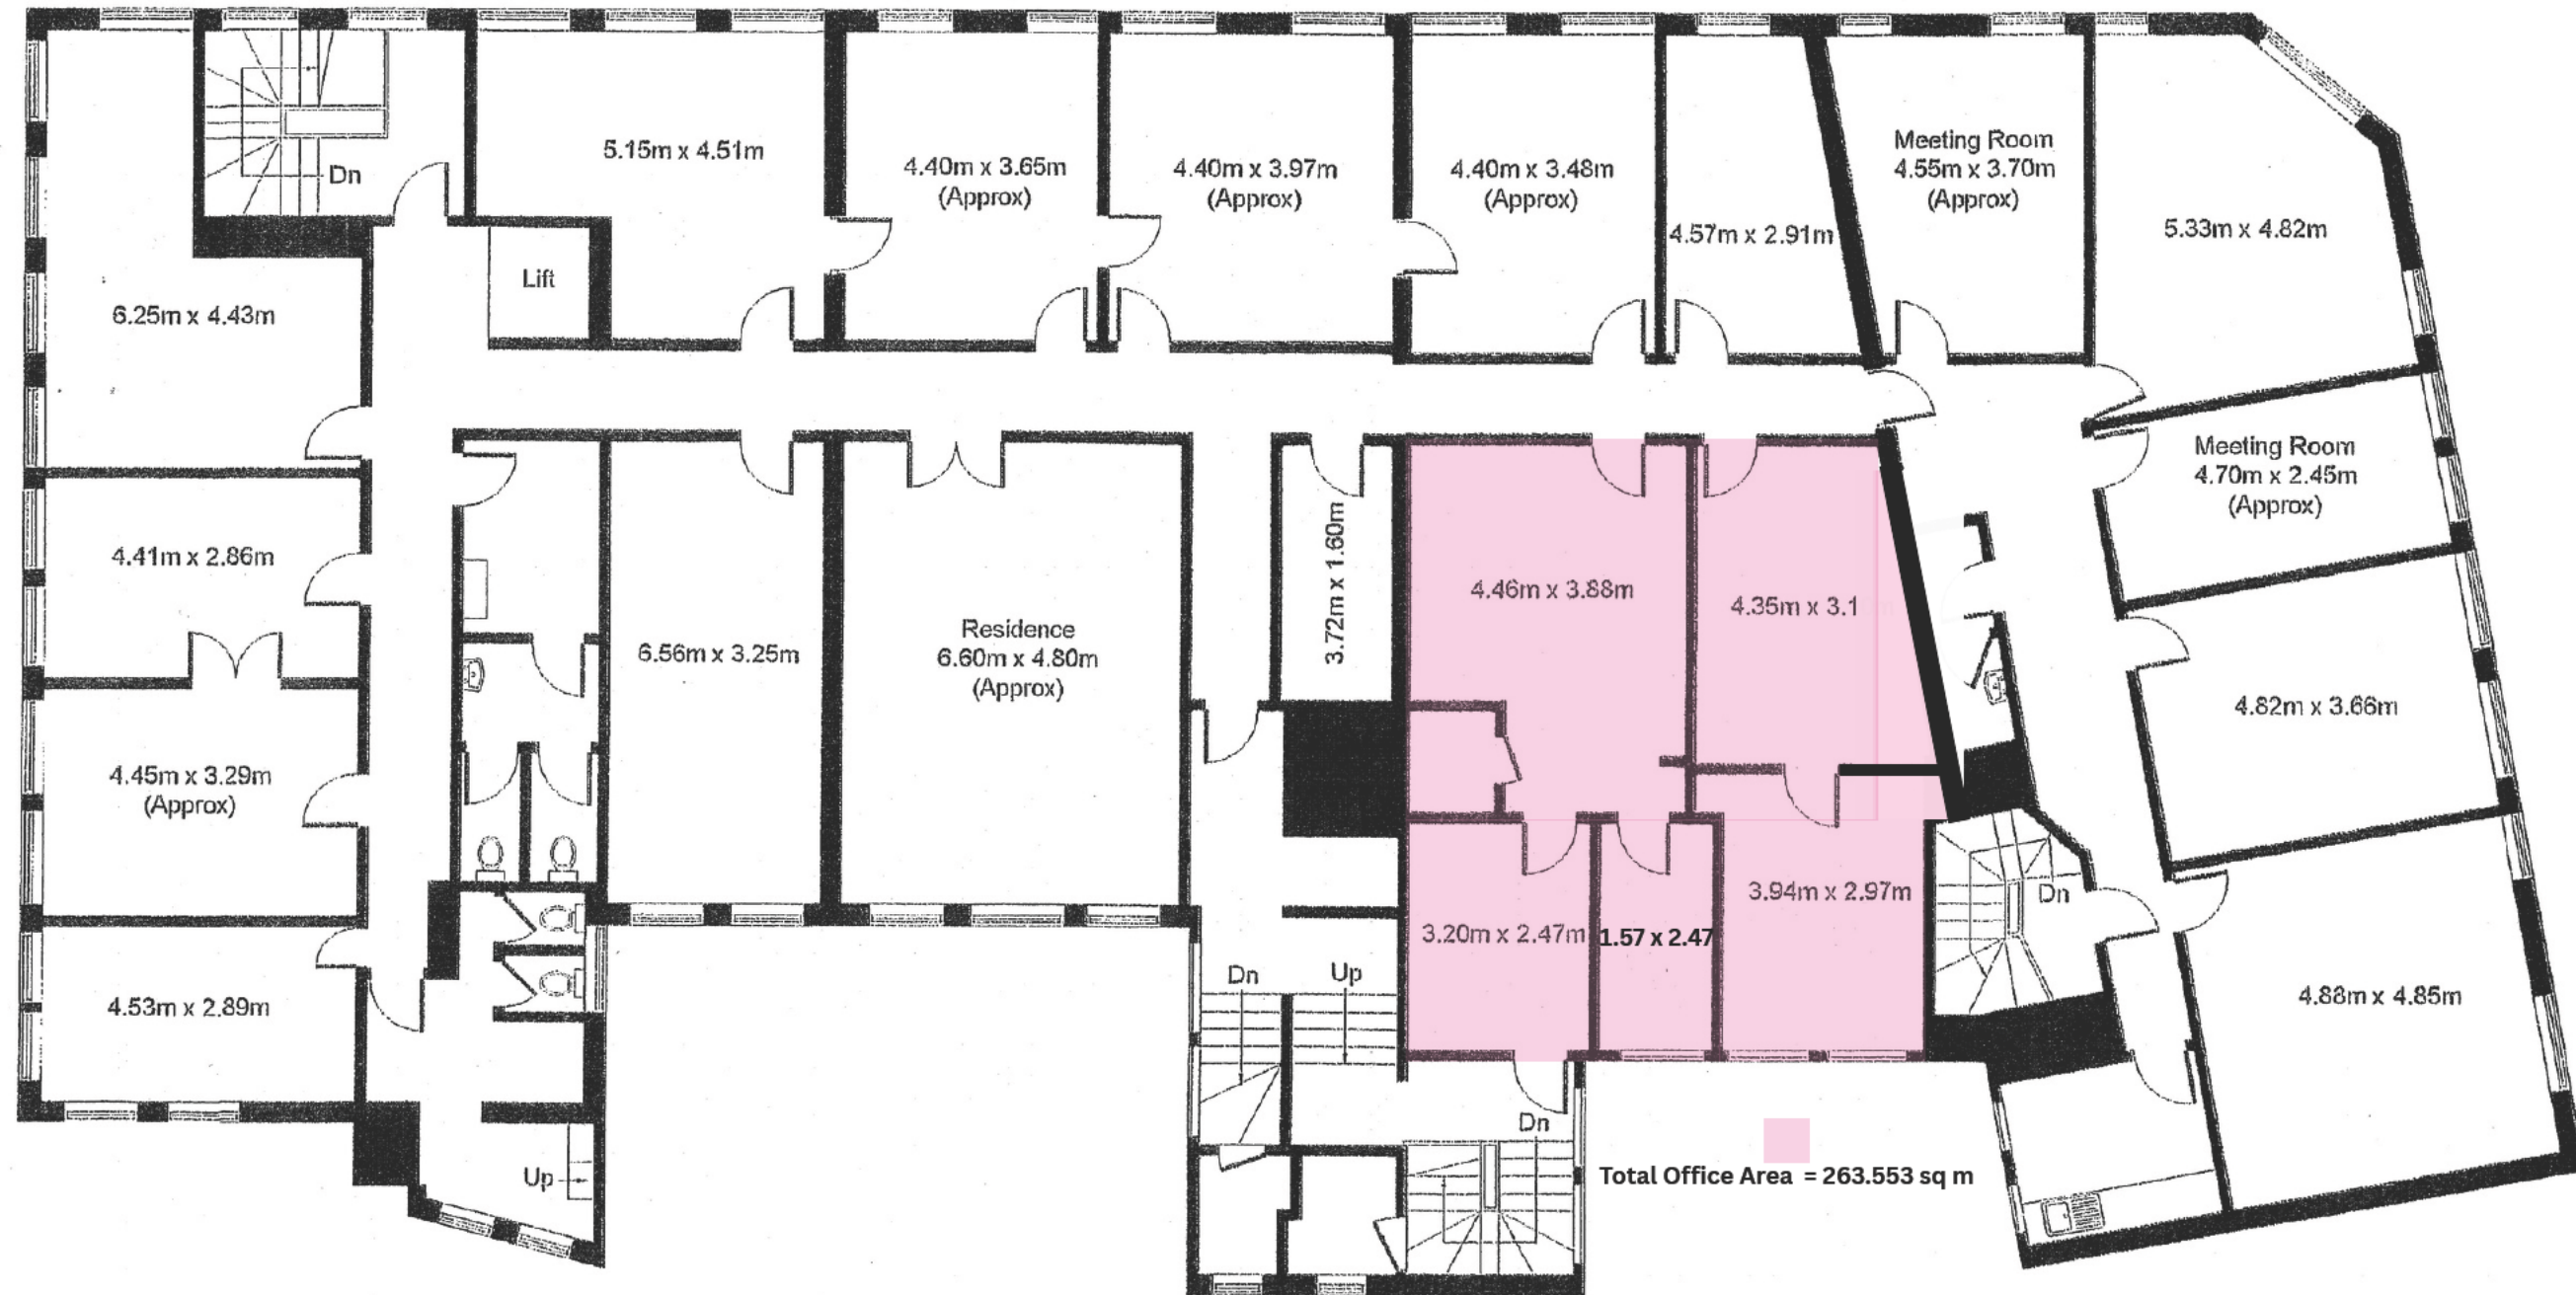 Dn
5.15m x 4.51m
4.40m x 3.65m
(Approx)
4.40m x 3.97m
(Approx)
4.40m x 3.48m
(Approx)
4.57m x 2.91m
Meeting Room
4.55m x 3.70m
(Approx)
5.33m x 4.82m
Lift
6.25m x 4.43m
Meeting Room
4.70m x 2.45m
(Approx)
4.41m x 2.86m
6.56m x 3.25m
Residence
6.60m x 4.80m
(Approx)
3.72m x 1.60m
4.46m x 3.88m
4.35m x 3.1
4.82m x 3.66m
4.45m x 3.29m
(Approx)
3.20m x 2.47m
1.57 x 2.47
3.94m x 2.97m
Dn
4.88m x 4.85m
4.53m x 2.89m
Dn
Up
Dn
Up
Total Office Area = 263.553 sq m